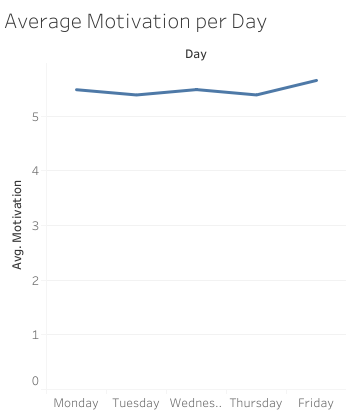 Average Motivation per Day
Day
5
4
3
2
1
0
Avg. Motivation
Monday Tuesday Wednes.. Thursday Friday